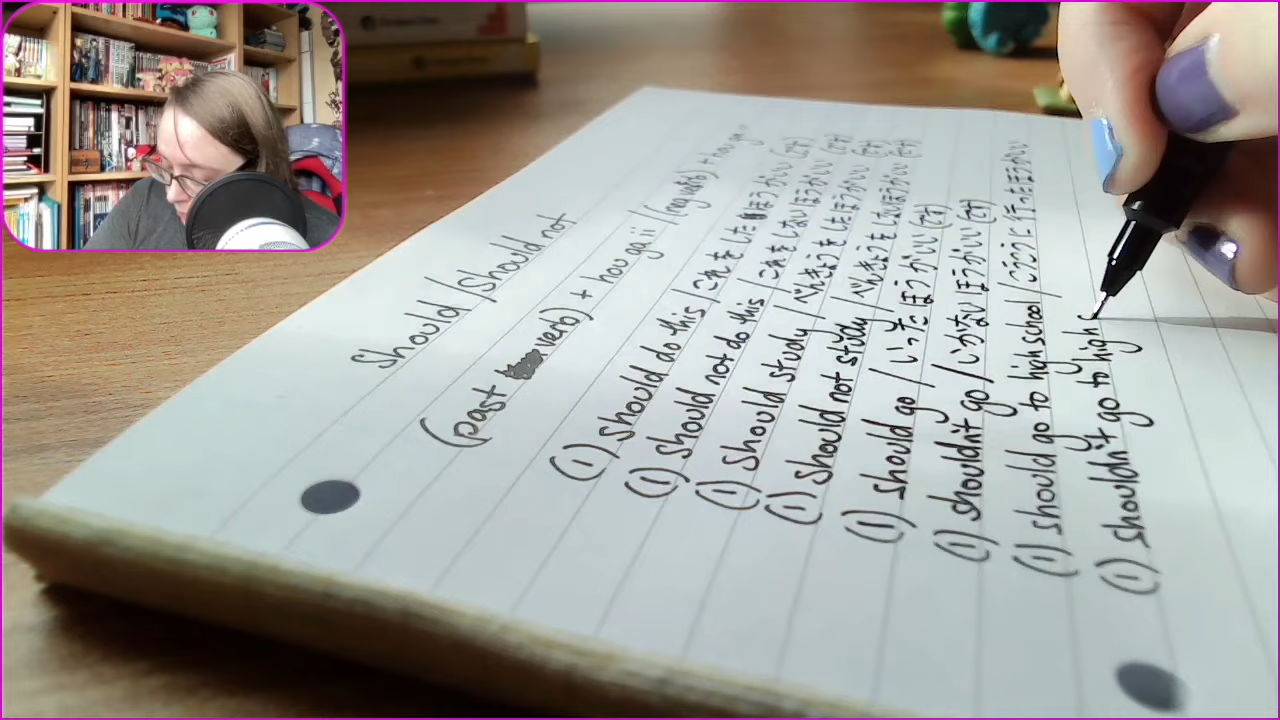 Should / Should not
(past verb) + hou ga ii / (negatives) + hou ga ii
(I) should do this / これをしたほうがいい (です)
(I) should not do this / これをしないほうがいい (です)
(I) should study / べんきょうをしたほうがいい (です)
(I) should not study / べんきょうをしないほうがいい (です)
(I) should go / いったほうがいい (です)
(I) shouldn't go / いかないほうがいい (です)
(I) should go to high school / こうこうに行ったほうがいい
(I) shouldn't go to high s